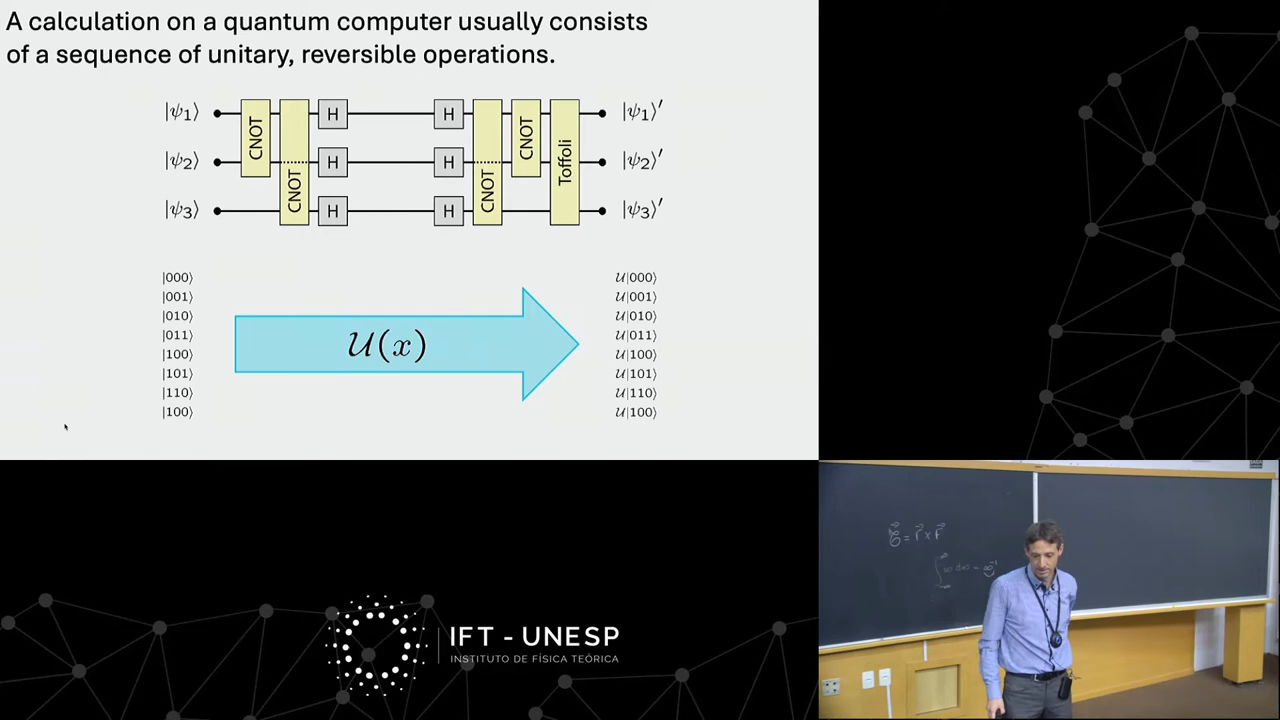 A calculation on a quantum computer usually consists
of a sequence of unitary, reversible operations.
|ψ₁⟩ CNOT H H CNOT |ψ₁⟩′
|ψ₂⟩ CNOT H H CNOT Toffoli |ψ₂⟩′
|ψ₃⟩ H H |ψ₃⟩′
|000⟩ 𝒰|000⟩
|001⟩ 𝒰|001⟩
|010⟩ 𝒰|010⟩
|011⟩ 𝒰(x) 𝒰|011⟩
|100⟩ 𝒰|100⟩
|101⟩ 𝒰|101⟩
|110⟩ 𝒰|110⟩
|100⟩ 𝒰|100⟩
= r⃗ × F⃗
IFT - UNESP
INSTITUTO DE FÍSICA TEÓRICA